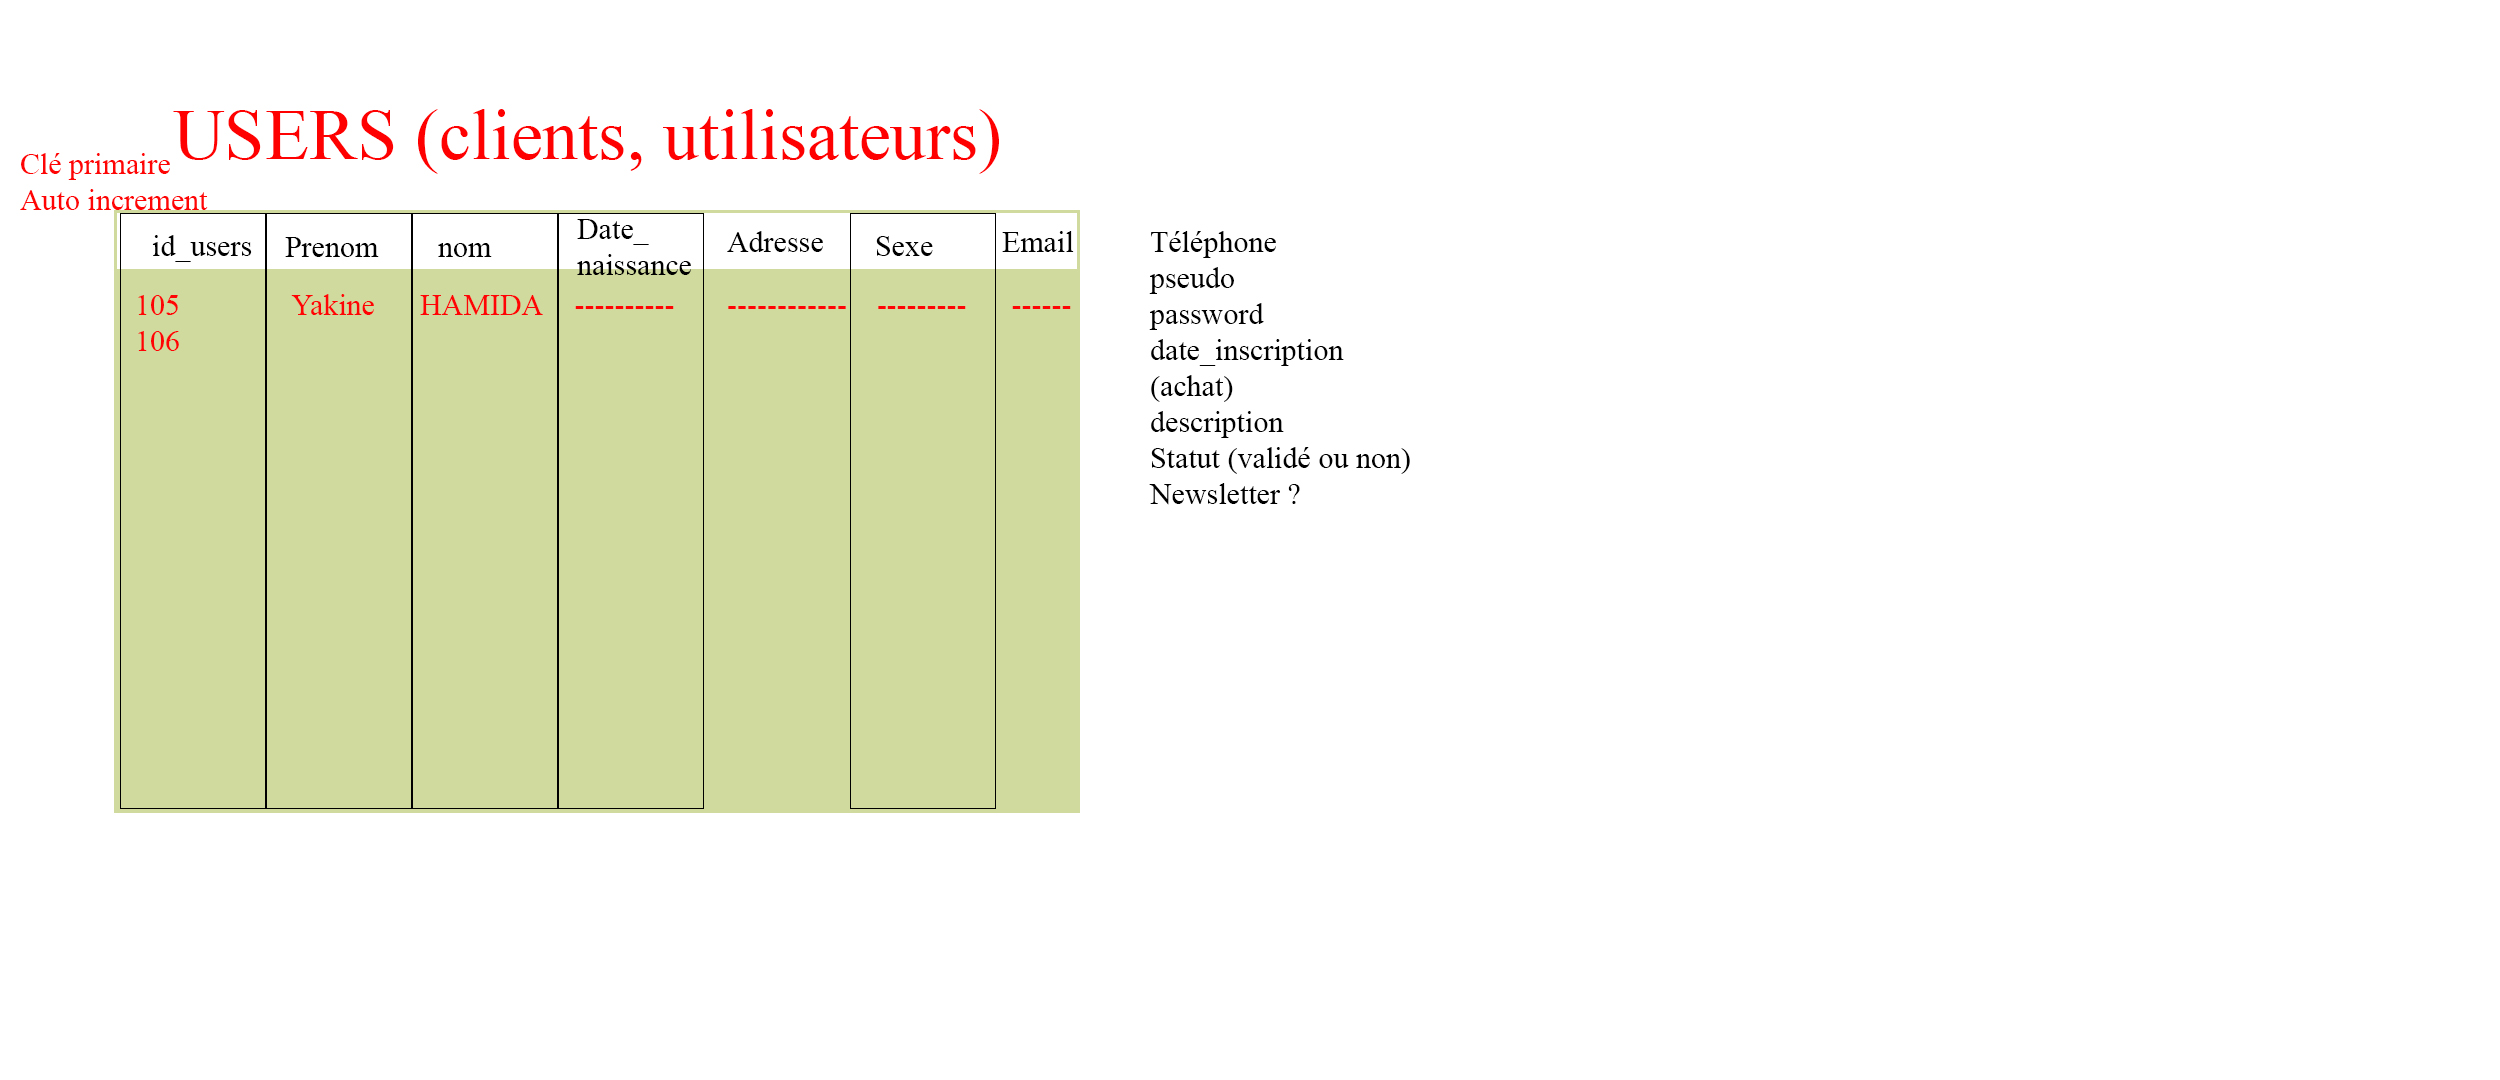 USERS (clients, utilisateurs)
Clé primaire
Auto increment
id_users Prenom nom Date_ naissance Adresse Sexe Email
105 Yakine HAMIDA ---------- ------------ --------- ------
106
Téléphone
pseudo
password
date_inscription
(achat)
description
Statut (validé ou non)
Newsletter ?